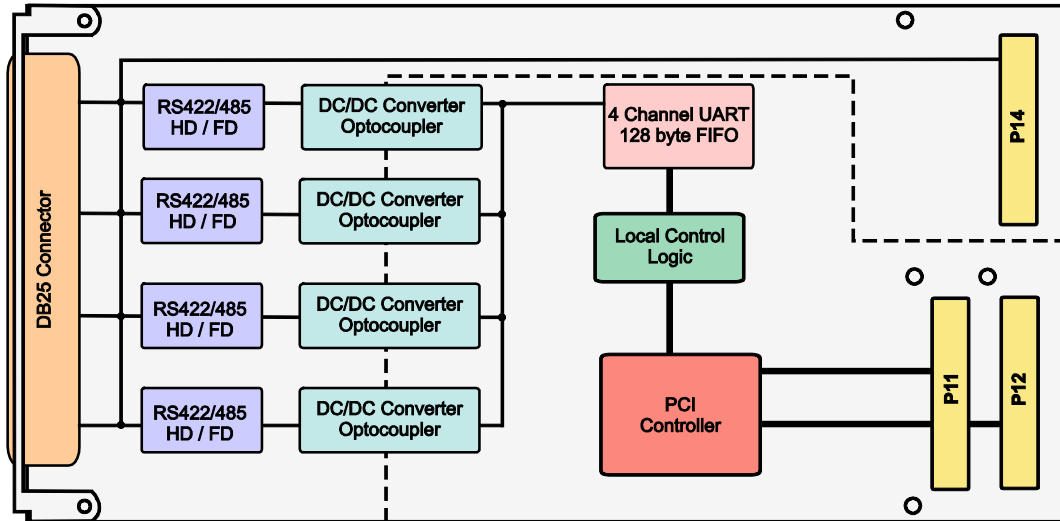 DB25 Connector
RS422/485
HD / FD
DC/DC Converter
Optocoupler
4 Channel UART
128 byte FIFO
P14
RS422/485
HD / FD
DC/DC Converter
Optocoupler
Local Control
Logic
RS422/485
HD / FD
DC/DC Converter
Optocoupler
RS422/485
HD / FD
DC/DC Converter
Optocoupler
PCI
Controller
P11
P12